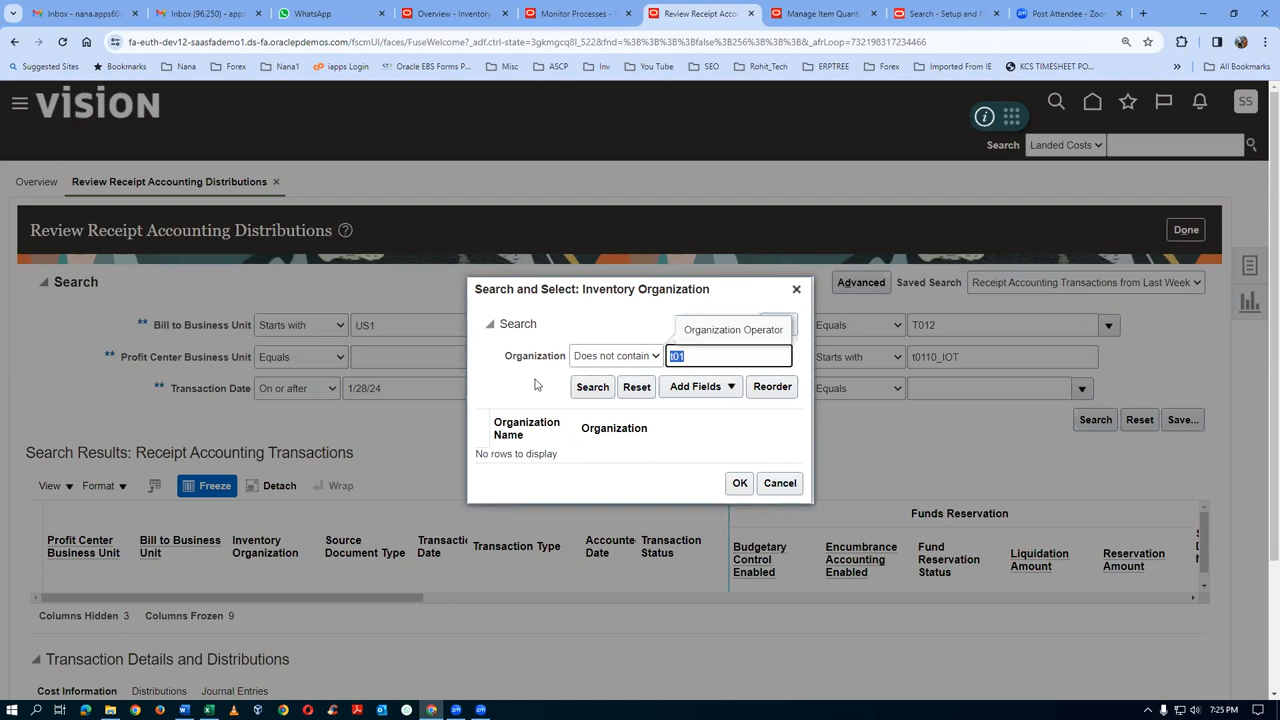 Inbox - nana.apps60
Inbox (96,250) - apps
WhatsApp
Overview - Inventory
Monitor Processes - S
Review Receipt Accoun
Manage Item Quanti
Search - Setup and M
Post Attendee - Zoo
fa-euth-dev12-saasfademo1.ds-fa.oraclepdemos.com/fscmUI/faces/FuseWelcome?_adf.ctrl-state=3gkmgcq8l_522&fnd=%3B%3B%3B%3Bfalse%3B256%3B%3B%3B&_afrLoop=732198317234466
Suggested Sites
Bookmarks
Nana
Forex
Nana1
iapps Login
Oracle EBS Forms P...
Misc
ASCP
Inv
You Tube
SEO
Rohit_Tech
ERPTREE
Forex
Imported From IE
KCS TIMESHEET PO...
»
All Bookmarks
VISION
SS
Search Landed Costs
Overview
Review Receipt Accounting Distributions
Review Receipt Accounting Distributions
Done
Search
Advanced
Saved Search Receipt Accounting Transactions from Last Week
** Bill to Business Unit Starts with US1
Equals T012
** Profit Center Business Unit Equals
Starts with t0110_IOT
** Transaction Date On or after 1/28/24
Equals
Search Reset Save...
Search and Select: Inventory Organization
Search
Organization Operator
Organization Does not contain t01
Search Reset Add Fields Reorder
Organization Name
Organization
No rows to display
OK Cancel
Search Results: Receipt Accounting Transactions
View Format Freeze Detach Wrap
Funds Reservation
Profit Center Business Unit
Bill to Business Unit
Inventory Organization
Source Document Type
Transactic Date
Transaction Type
Accounte Date
Transaction Status
Budgetary Control Enabled
Encumbrance Accounting Enabled
Fund Reservation Status
Liquidation Amount
Reservation Amount
Columns Hidden 3 Columns Frozen 9
Transaction Details and Distributions
Cost Information Distributions Journal Entries
7:25 PM